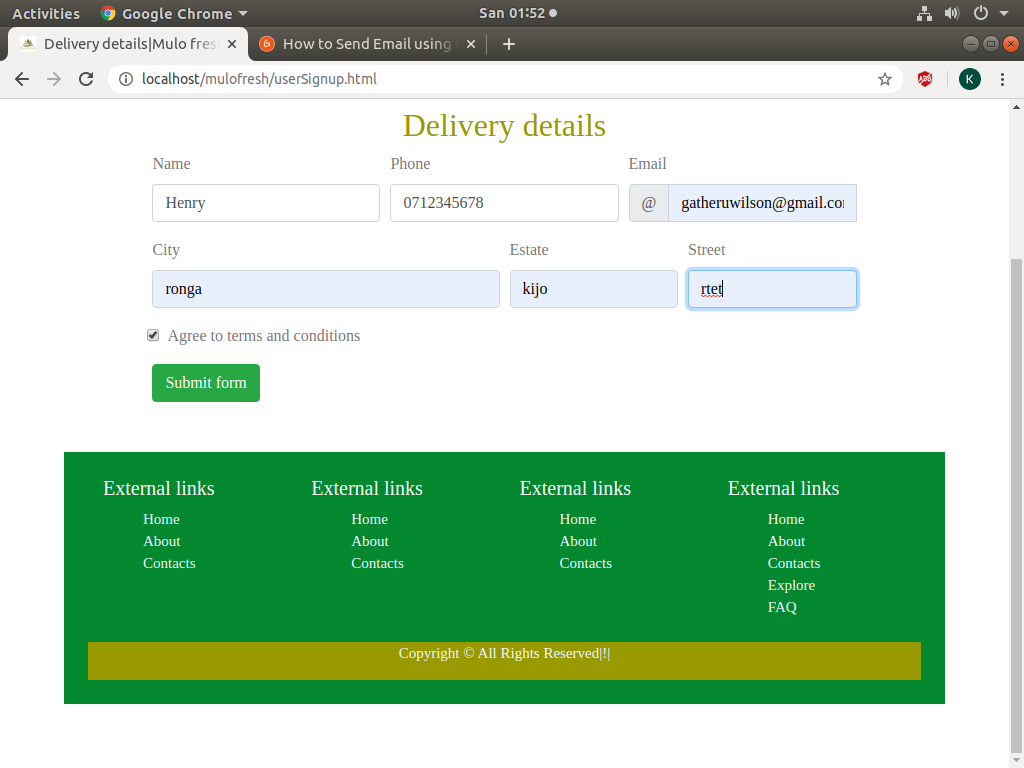 Activities Google Chrome San 01:52
Delivery details|Mulo fres How to Send Email using
localhost/mulofresh/userSignup.html ABP K
Delivery details
Name Phone Email
Henry 0712345678 @ gatheruwilson@gmail.co
City Estate Street
ronga kijo rtet
Agree to terms and conditions
Submit form
External links External links External links External links
Home Home Home Home
About About About About
Contacts Contacts Contacts Contacts
Explore
FAQ
Copyright © All Rights Reserved|!|